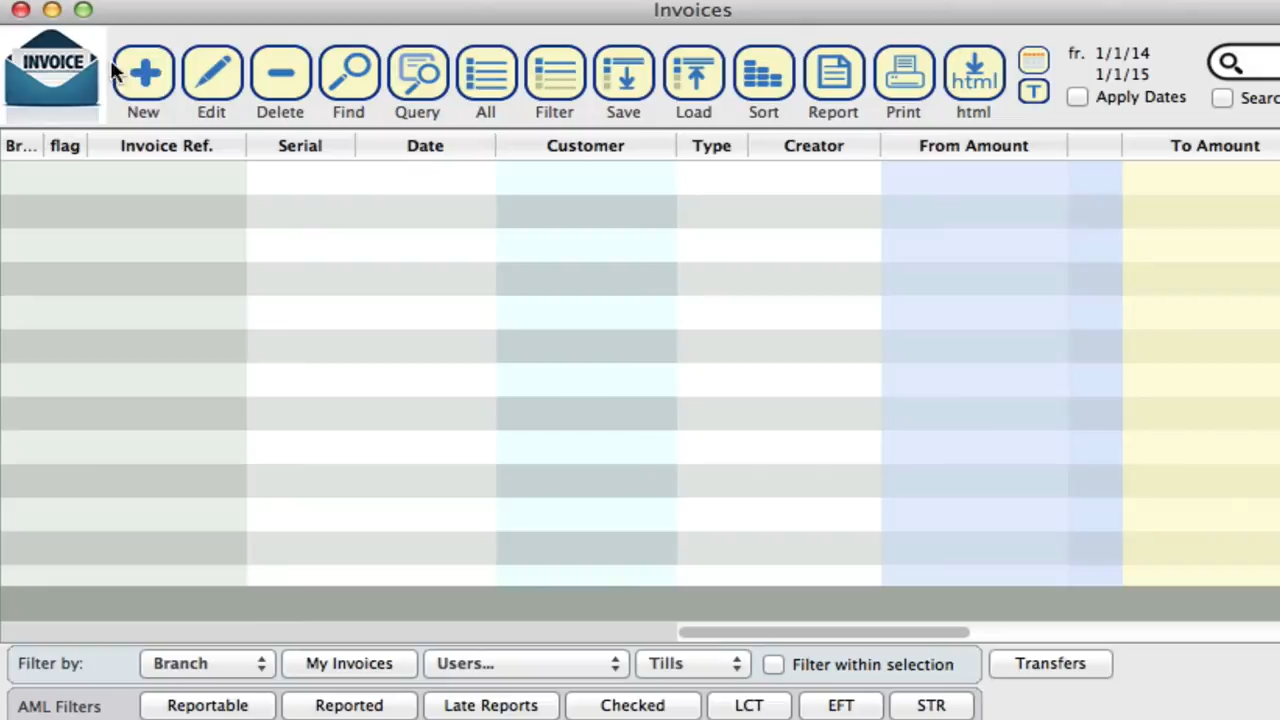 Invoices
INVOICE
New Edit Delete Find Query All Filter Save Load Sort Report Print html
html
T
fr. 1/1/14
1/1/15
Apply Dates
Searc
Br... flag Invoice Ref. Serial Date Customer Type Creator From Amount To Amount
Filter by: Branch My Invoices Users... Tills Filter within selection Transfers
AML Filters Reportable Reported Late Reports Checked LCT EFT STR